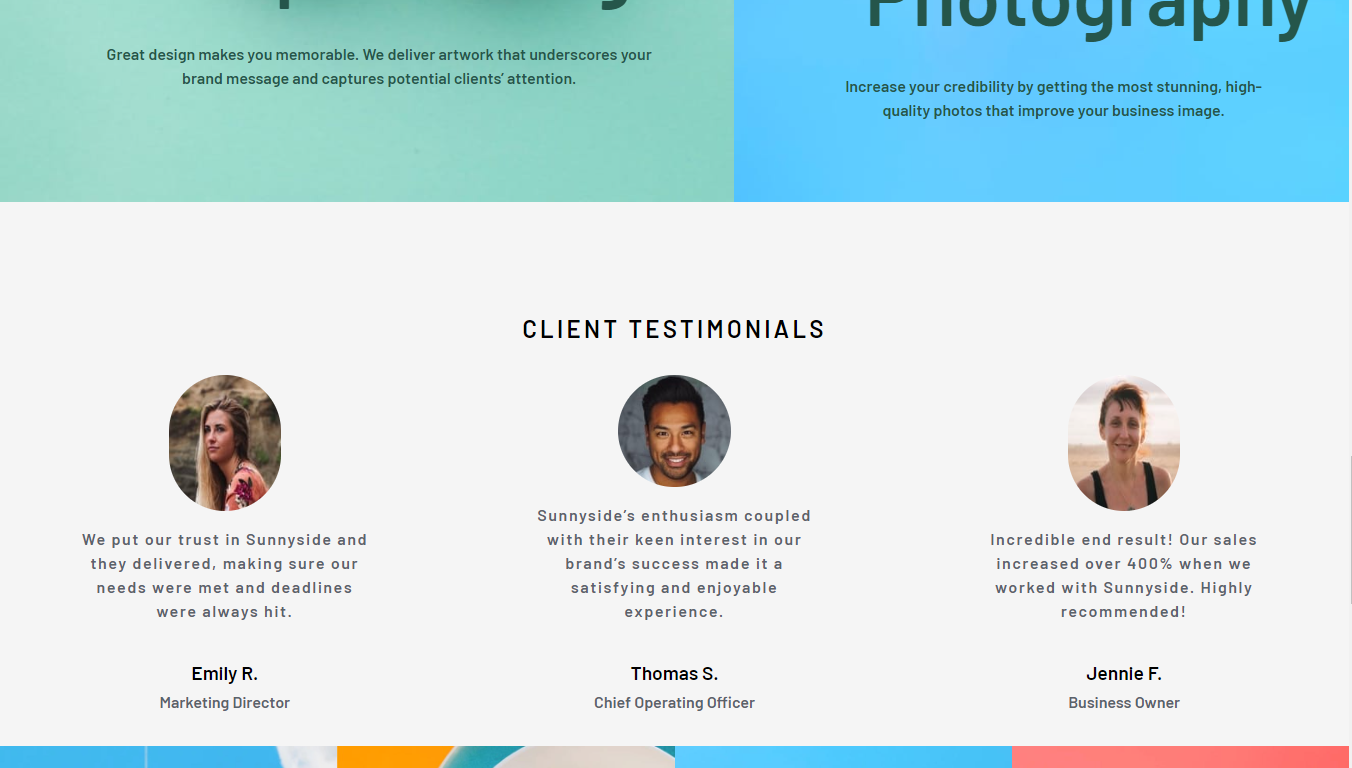 Photography
Great design makes you memorable. We deliver artwork that underscores your
brand message and captures potential clients’ attention.
Increase your credibility by getting the most stunning, high-
quality photos that improve your business image.
CLIENT TESTIMONIALS
We put our trust in Sunnyside and
they delivered, making sure our
needs were met and deadlines
were always hit.
Emily R.
Marketing Director
Sunnyside’s enthusiasm coupled
with their keen interest in our
brand’s success made it a
satisfying and enjoyable
experience.
Thomas S.
Chief Operating Officer
Incredible end result! Our sales
increased over 400% when we
worked with Sunnyside. Highly
recommended!
Jennie F.
Business Owner